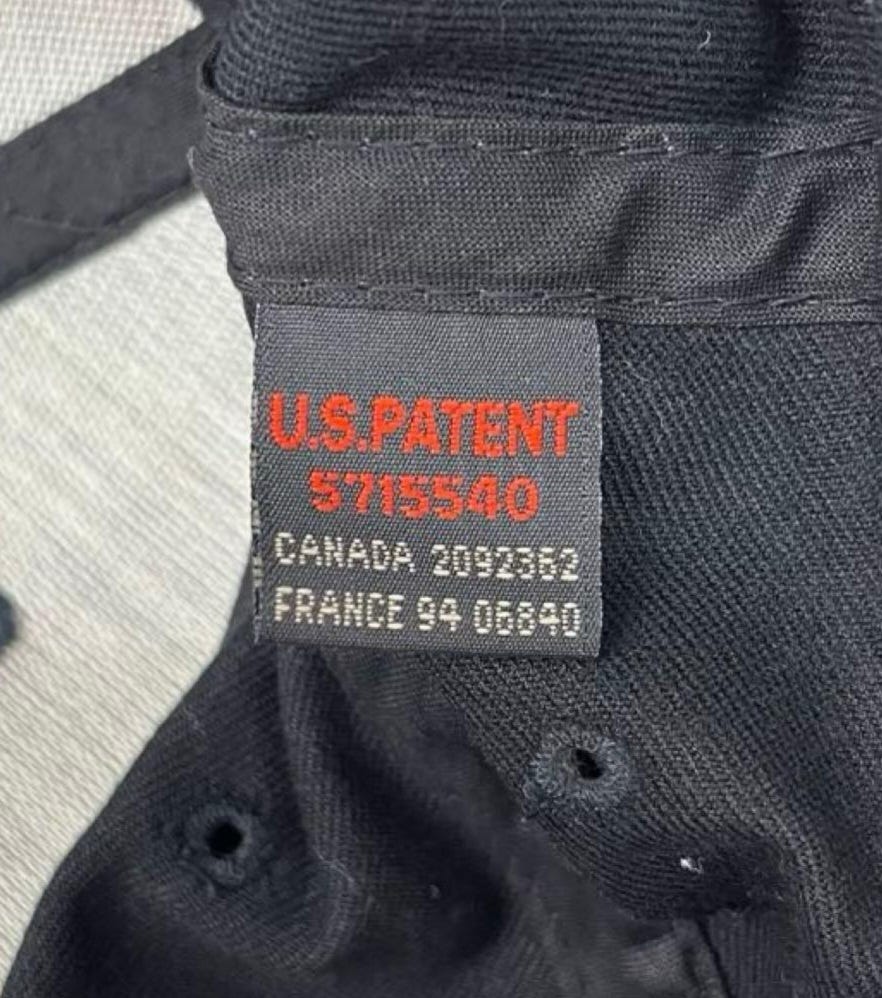 U.S.PATENT
5715540
CANADA 2092362
FRANCE 94 06840